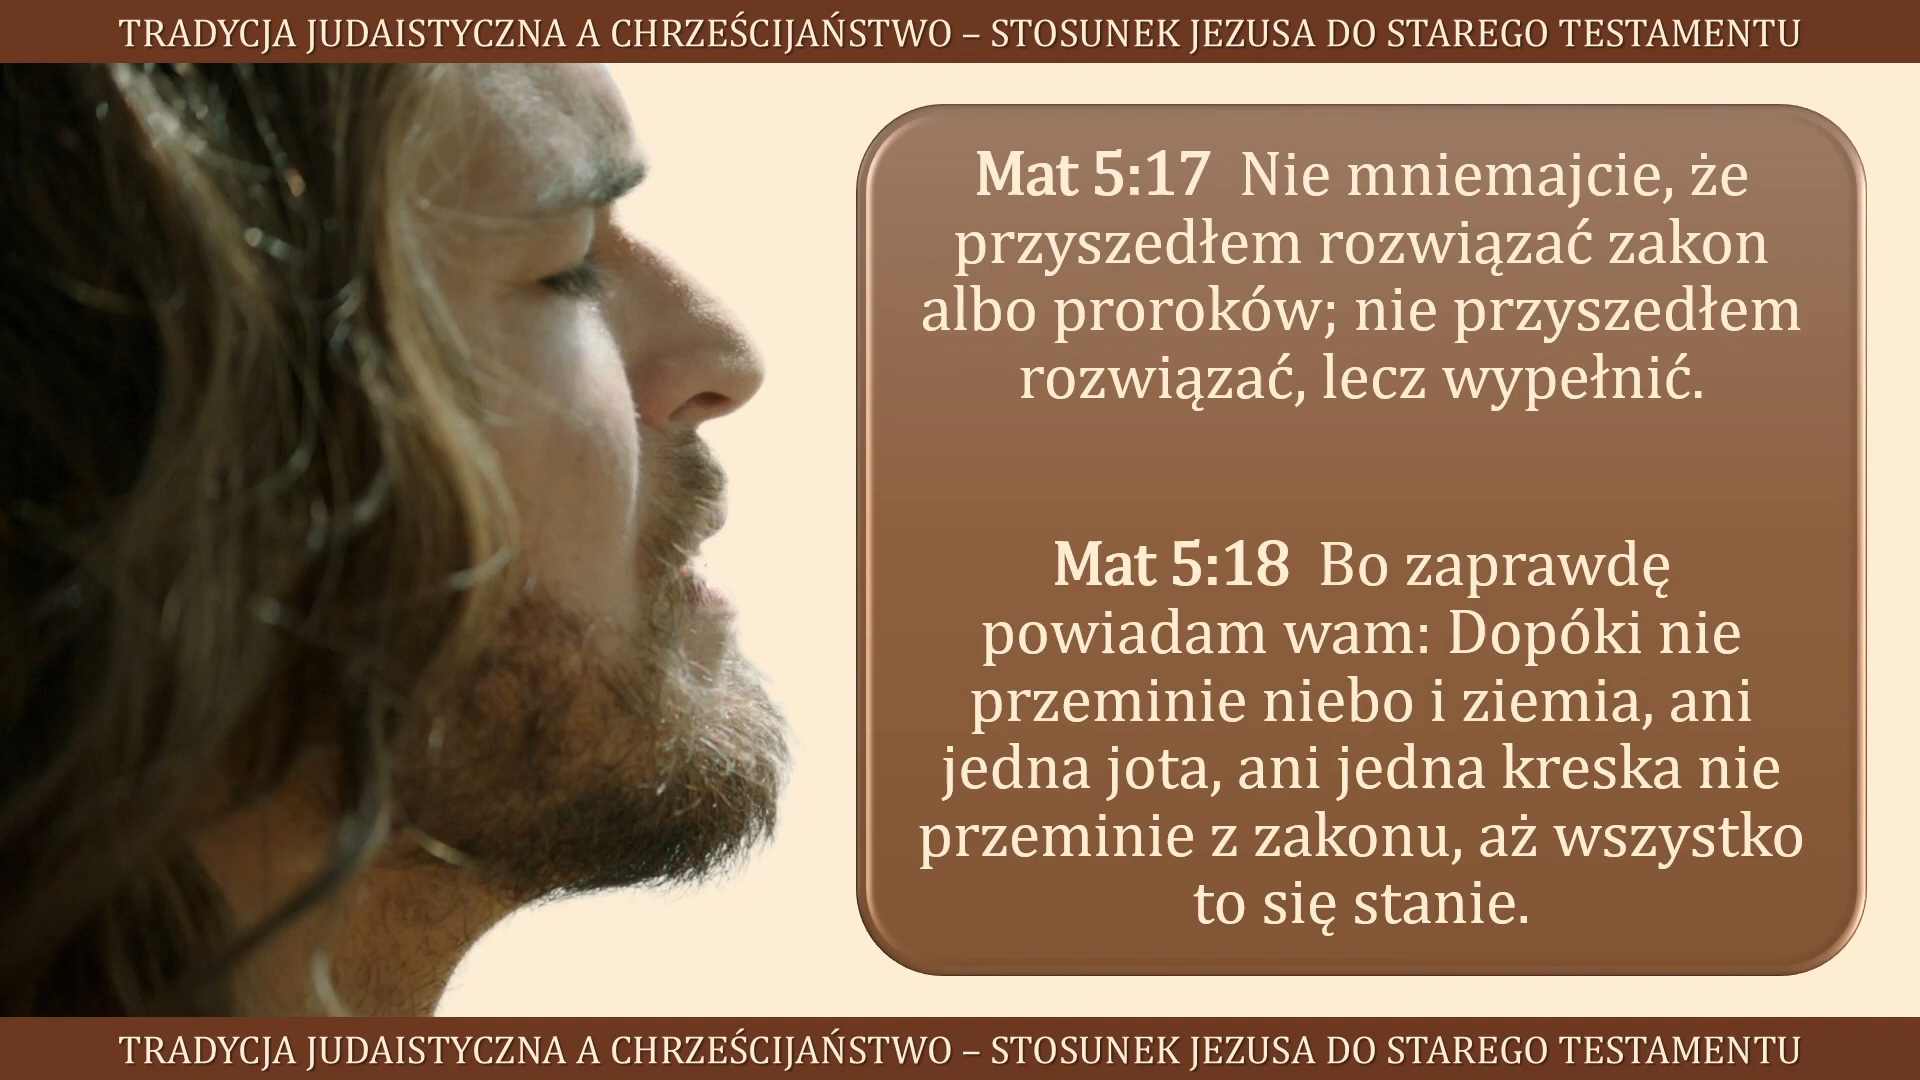 TRADYCJA JUDAISTYCZNA A CHRZEŚCIJAŃSTWO – STOSUNEK JEZUSA DO STAREGO TESTAMENTU
Mat 5:17 Nie mniemajcie, że
przyszedłem rozwiązać zakon
albo proroków; nie przyszedłem
rozwiązać, lecz wypełnić.
Mat 5:18 Bo zaprawdę
powiadam wam: Dopóki nie
przeminie niebo i ziemia, ani
jedna jota, ani jedna kreska nie
przeminie z zakonu, aż wszystko
to się stanie.
TRADYCJA JUDAISTYCZNA A CHRZEŚCIJAŃSTWO – STOSUNEK JEZUSA DO STAREGO TESTAMENTU